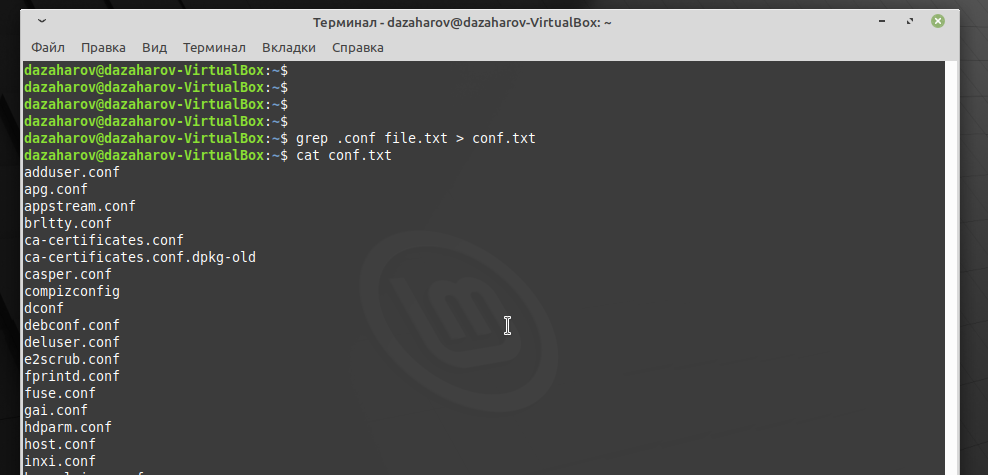 Терминал - dazaharov@dazaharov-VirtualBox: ~
Файл Правка Вид Терминал Вкладки Справка
dazaharov@dazaharov-VirtualBox:~$
dazaharov@dazaharov-VirtualBox:~$
dazaharov@dazaharov-VirtualBox:~$
dazaharov@dazaharov-VirtualBox:~$
dazaharov@dazaharov-VirtualBox:~$ grep .conf file.txt > conf.txt
dazaharov@dazaharov-VirtualBox:~$ cat conf.txt
adduser.conf
apg.conf
appstream.conf
brltty.conf
ca-certificates.conf
ca-certificates.conf.dpkg-old
casper.conf
compizconfig
dconf
debconf.conf
deluser.conf
e2scrub.conf
fprintd.conf
fuse.conf
gai.conf
hdparm.conf
host.conf
inxi.conf